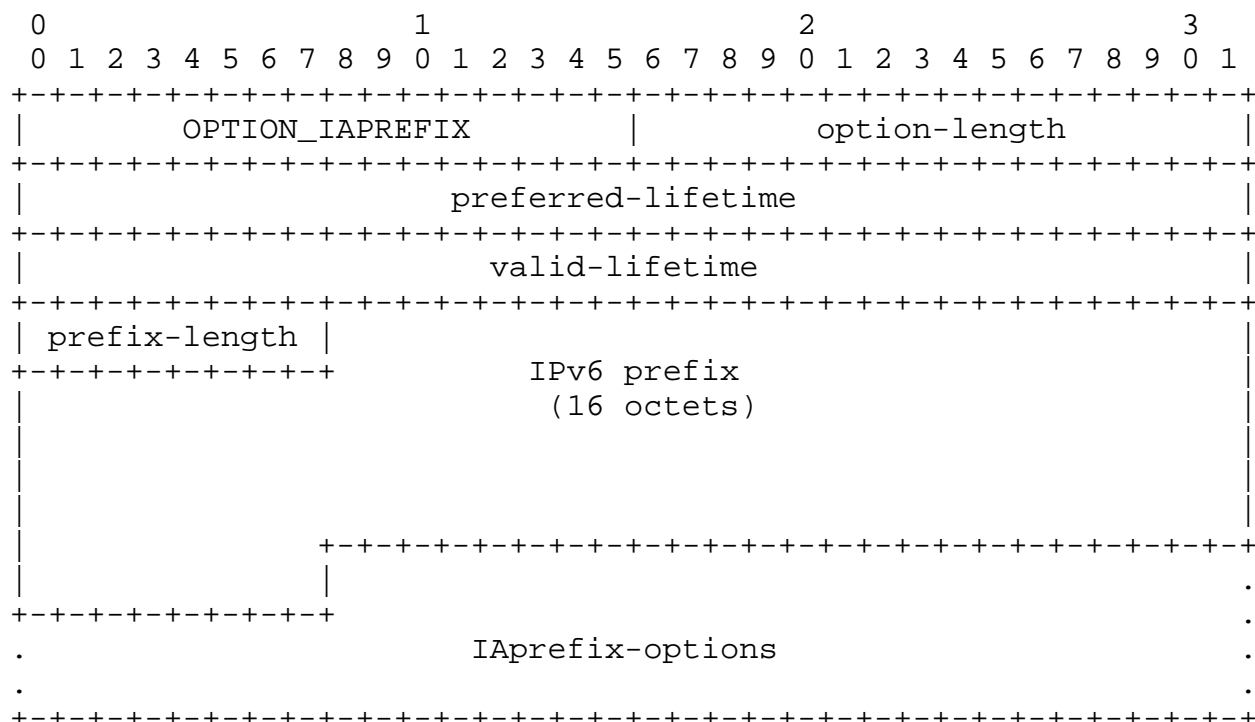 0                   1                   2                   3
 0 1 2 3 4 5 6 7 8 9 0 1 2 3 4 5 6 7 8 9 0 1 2 3 4 5 6 7 8 9 0 1
+-+-+-+-+-+-+-+-+-+-+-+-+-+-+-+-+-+-+-+-+-+-+-+-+-+-+-+-+-+-+-+-+
|        OPTION_IAPREFIX        |         option-length         |
+-+-+-+-+-+-+-+-+-+-+-+-+-+-+-+-+-+-+-+-+-+-+-+-+-+-+-+-+-+-+-+-+
|                      preferred-lifetime                       |
+-+-+-+-+-+-+-+-+-+-+-+-+-+-+-+-+-+-+-+-+-+-+-+-+-+-+-+-+-+-+-+-+
|                        valid-lifetime                         |
+-+-+-+-+-+-+-+-+-+-+-+-+-+-+-+-+-+-+-+-+-+-+-+-+-+-+-+-+-+-+-+-+
| prefix-length |                                               |
+-+-+-+-+-+-+-+-+          IPv6 prefix                          |
|                           (16 octets)                         |
|                                                               |
|                                                               |
|                                                               |
|               +-+-+-+-+-+-+-+-+-+-+-+-+-+-+-+-+-+-+-+-+-+-+-+-+
|               |                                               .
+-+-+-+-+-+-+-+-+                                               .
.                       IAprefix-options                        .
.                                                               .
+-+-+-+-+-+-+-+-+-+-+-+-+-+-+-+-+-+-+-+-+-+-+-+-+-+-+-+-+-+-+-+-+